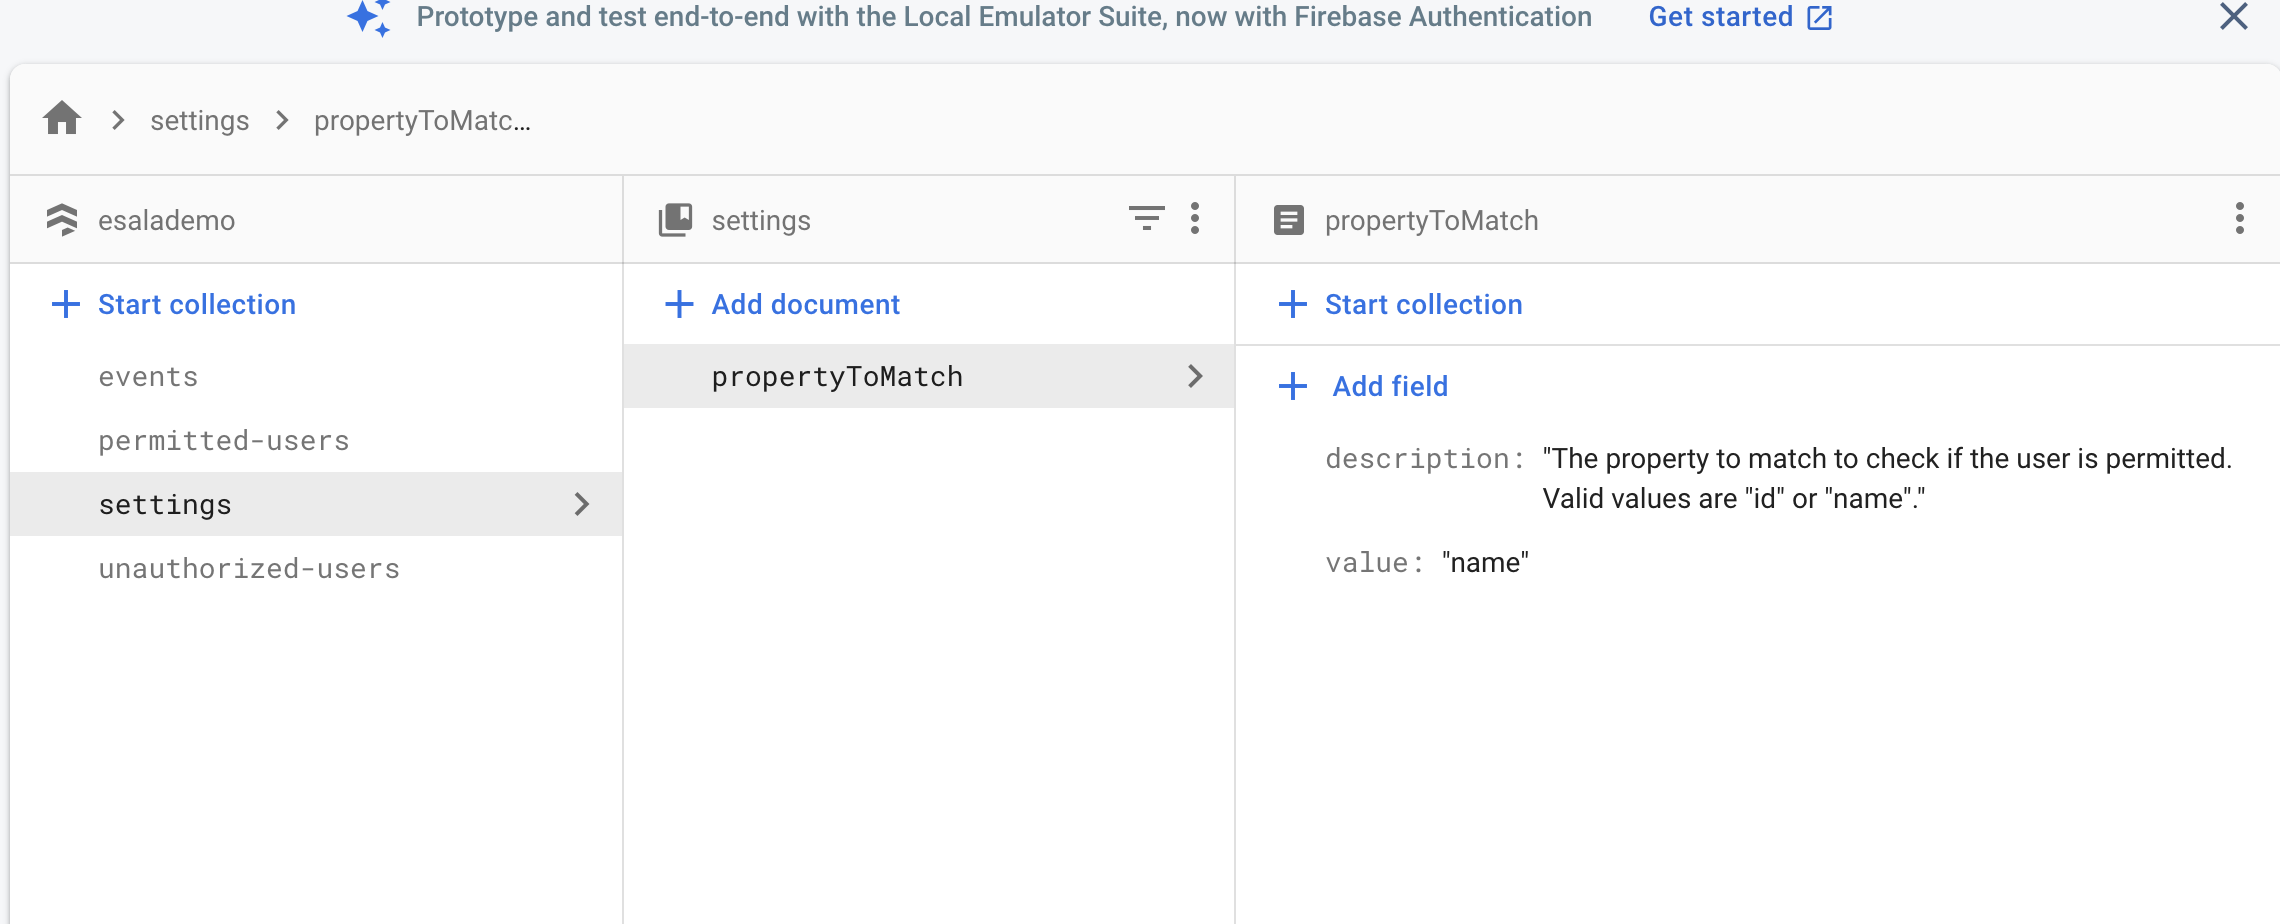 Prototype and test end-to-end with the Local Emulator Suite, now with Firebase Authentication Get started
settings propertyToMatc...
esalademo
Start collection
events
permitted-users
settings
unauthorized-users
settings
Add document
propertyToMatch
propertyToMatch
Start collection
Add field
description: "The property to match to check if the user is permitted.
Valid values are "id" or "name"."
value: "name"